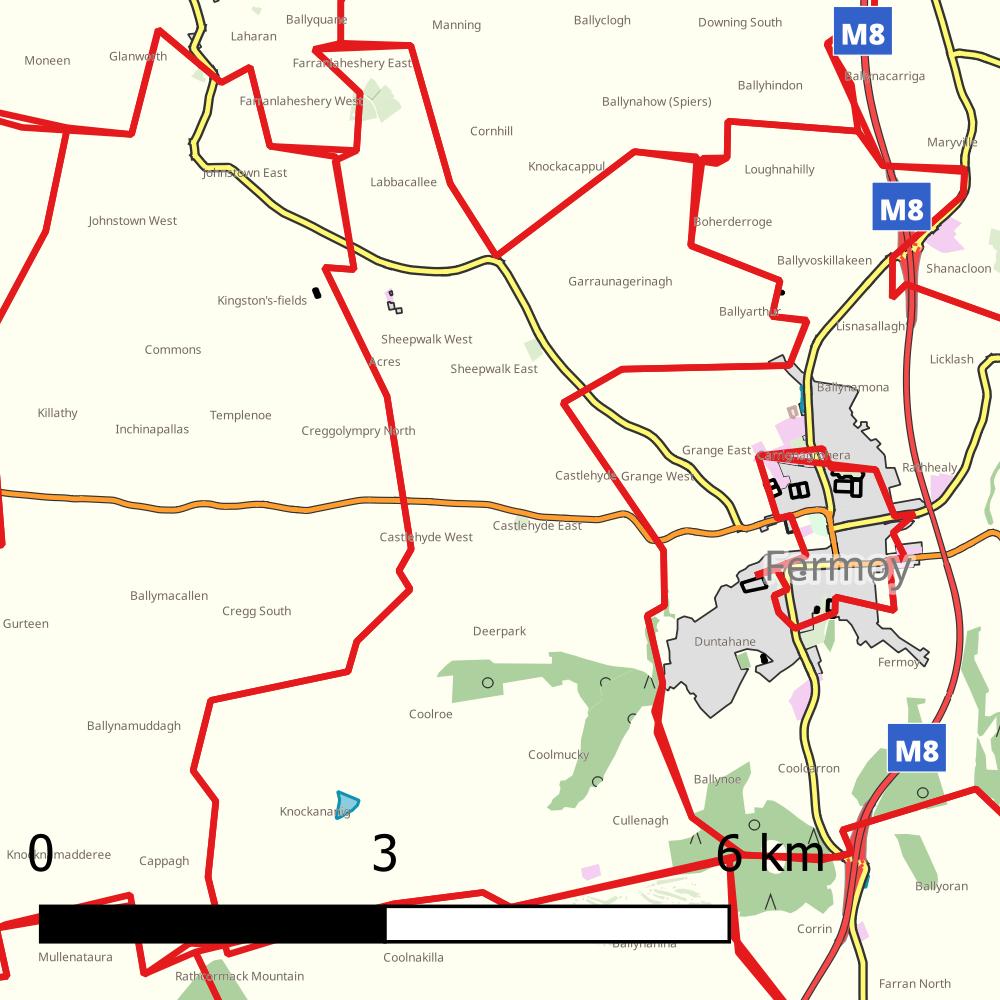 Ballyquane
Manning
Ballyclogh
Downing South
M8
Laharan
Glanworth
Moneen
Farranlaheshery East
Ballynacarriga
Ballyhindon
Farranlaheshery West
Ballynahow (Spiers)
Cornhill
Maryville
Knockacappul
Loughnahilly
Johnstown East
Labbacallee
M8
Johnstown West
Boherderroge
Ballyvoskillakeen
Shanacloon
Garraunagerinagh
Kingston's-fields
Ballyarthur
Lisnasallagh
Sheepwalk West
Commons
Acres
Sheepwalk East
Licklash
Ballynamona
Killathy
Templenoe
Inchinapallas
Creggolympry North
Grange East
Carrignagroghera
Rathhealy
Castlehyde
Grange West
Castlehyde East
Castlehyde West
Fermoy
Ballymacallen
Cregg South
Gurteen
Deerpark
Duntahane
Fermoy
Coolroe
Ballynamuddagh
M8
Coolmucky
Coolcarron
Ballynoe
Knockananig
Cullenagh
0
3
6 km
Knocknamadderee
Cappagh
Ballyoran
Corrin
Ballynahina
Mullenataura
Coolnakilla
Rathcormack Mountain
Farran North